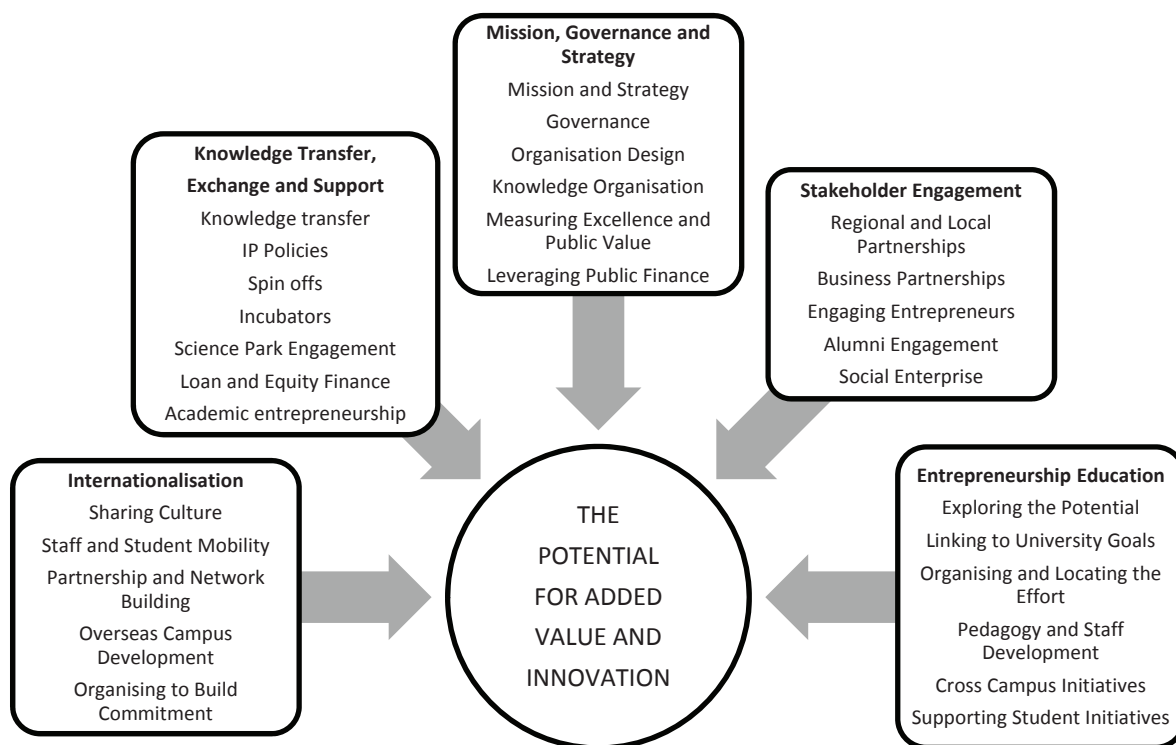 Mission, Governance and
Strategy
Mission and Strategy
Governance
Organisation Design
Knowledge Organisation
Measuring Excellence and
Public Value
Leveraging Public Finance
Knowledge Transfer,
Exchange and Support
Knowledge transfer
IP Policies
Spin offs
Incubators
Science Park Engagement
Loan and Equity Finance
Academic entrepreneurship
Stakeholder Engagement
Regional and Local
Partnerships
Business Partnerships
Engaging Entrepreneurs
Alumni Engagement
Social Enterprise
Internationalisation
Sharing Culture
Staff and Student Mobility
Partnership and Network
Building
Overseas Campus
Development
Organising to Build
Commitment
THE
POTENTIAL
FOR ADDED
VALUE AND
INNOVATION
Entrepreneurship Education
Exploring the Potential
Linking to University Goals
Organising and Locating the
Effort
Pedagogy and Staff
Development
Cross Campus Initiatives
Supporting Student Initiatives